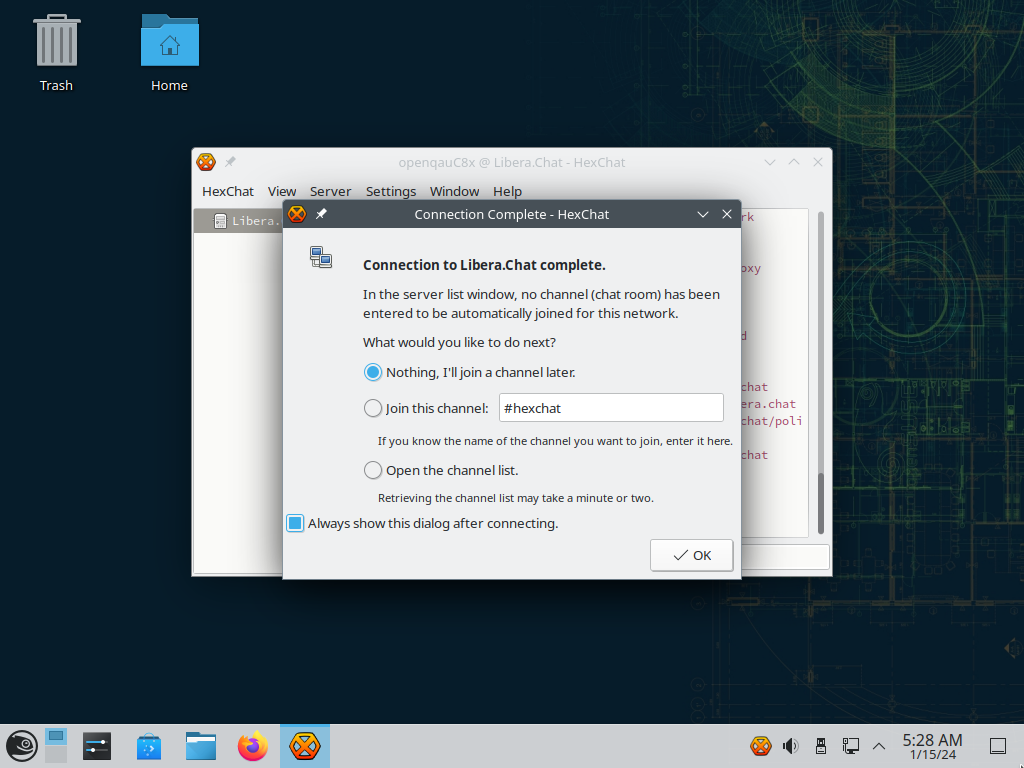 Trash
Home
openqauC8x @ Libera.Chat - HexChat
HexChat View Server Settings Window Help
Libera.
rk
Connection Complete - HexChat
Connection to Libera.Chat complete.
oxy
In the server list window, no channel (chat room) has been
entered to be automatically joined for this network.
d
What would you like to do next?
Nothing, I'll join a channel later.
chat
Join this channel: #hexchat
era.chat
chat/poli
If you know the name of the channel you want to join, enter it here.
chat
Open the channel list.
Retrieving the channel list may take a minute or two.
Always show this dialog after connecting.
OK
5:28 AM
1/15/24